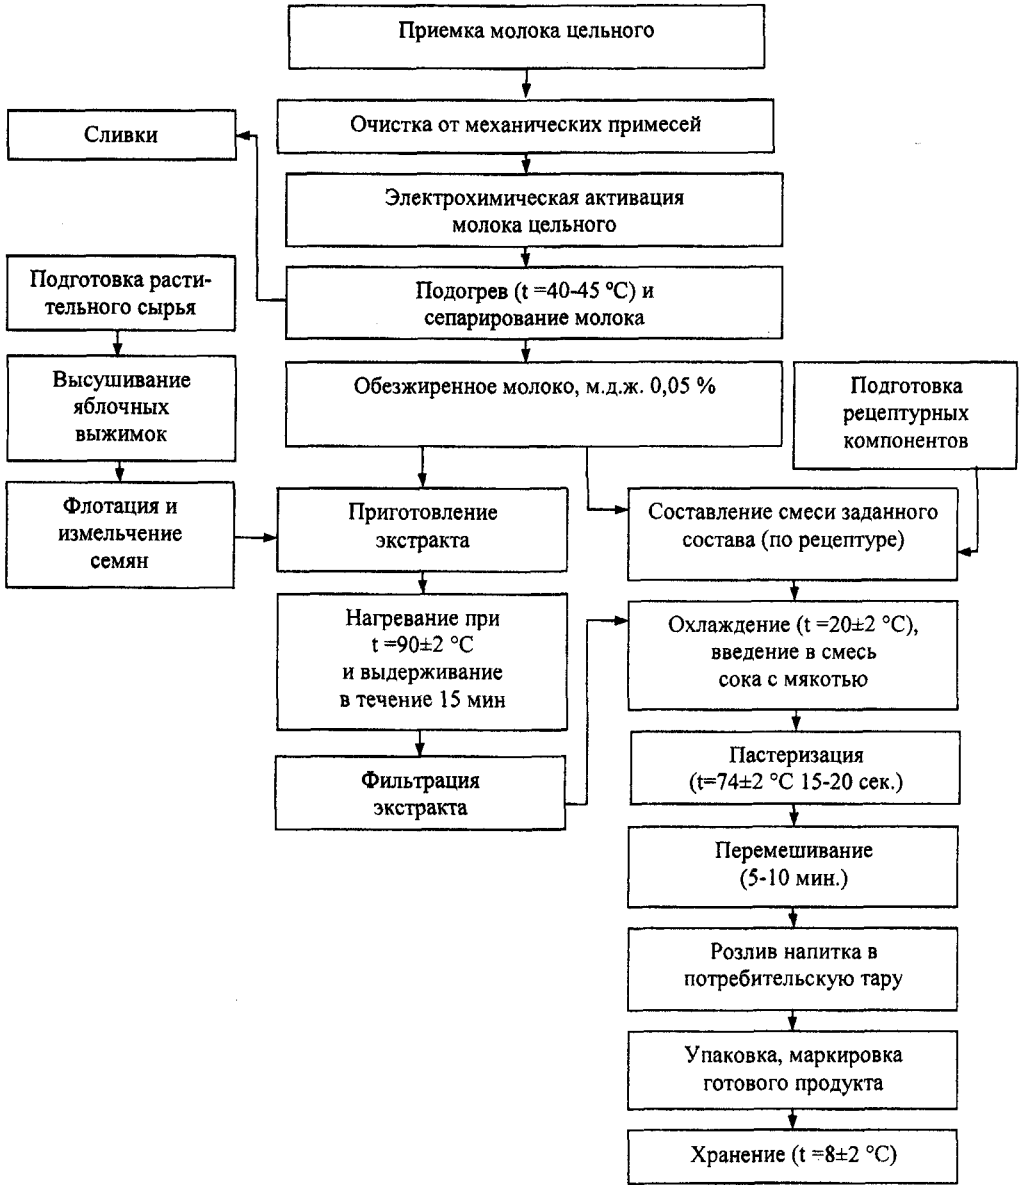 Приемка молока цельного
Очистка от механических примесей
Сливки
Электрохимическая активация
молока цельного
Подготовка расти-
тельного сырья
Подогрев (t =40-45 ºС) и
сепарирование молока
Высушивание
яблочных
выжимок
Обезжиренное молоко, м.д.ж. 0,05 %
Подготовка
рецептурных
компонентов
Флотация и
измельчение
семян
Приготовление
экстракта
Составление смеси заданного
состава (по рецептуре)
Нагревание при
t =90±2 °С
и выдерживание
в течение 15 мин
Охлаждение (t =20±2 °С),
введение в смесь
сока с мякотью
Фильтрация
экстракта
Пастеризация
(t=74±2 °С 15-20 сек.)
Перемешивание
(5-10 мин.)
Розлив напитка в
потребительскую тару
Упаковка, маркировка
готового продукта
Хранение (t =8±2 °С)